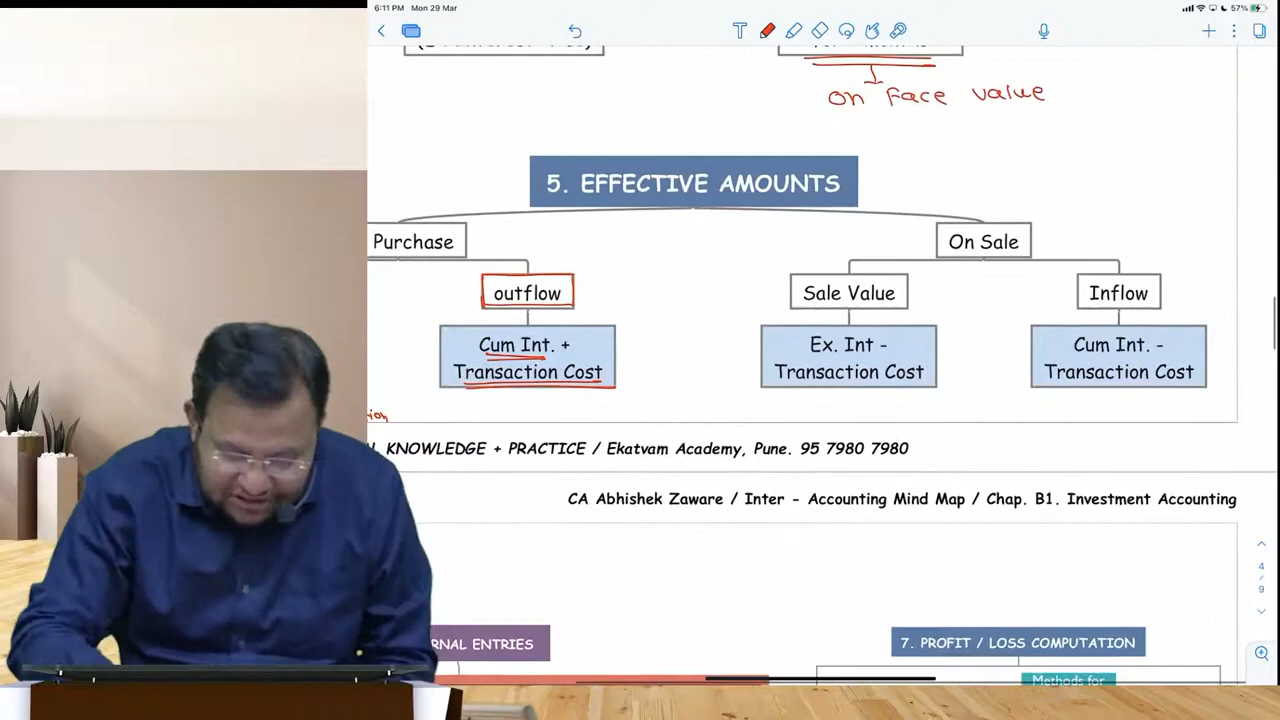 6:11 PM Mon 29 Mar
57%
on Face value
5. EFFECTIVE AMOUNTS
Purchase
On Sale
outflow
Sale Value
Inflow
Cum Int. +
Transaction Cost
Ex. Int -
Transaction Cost
Cum Int. -
Transaction Cost
KNOWLEDGE + PRACTICE / Ekatvam Academy, Pune. 95 7980 7980
CA Abhishek Zaware / Inter - Accounting Mind Map / Chap. B1. Investment Accounting
4
/
9
RNAL ENTRIES
7. PROFIT / LOSS COMPUTATION
Methods for